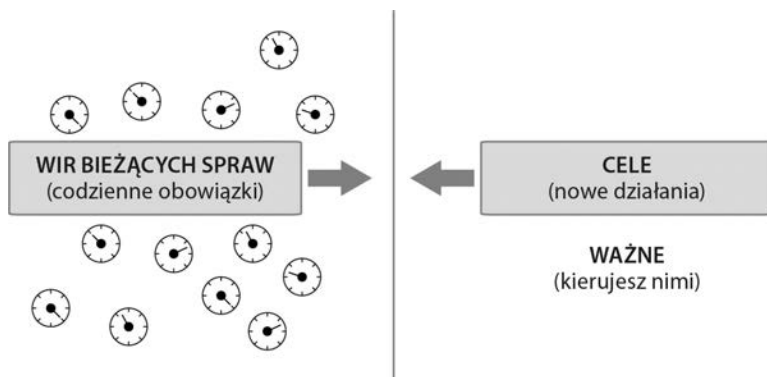 WIR BIEŻĄCYCH SPRAW
(codzienne obowiązki)
CELE
(nowe działania)
WAŻNE
(kierujesz nimi)